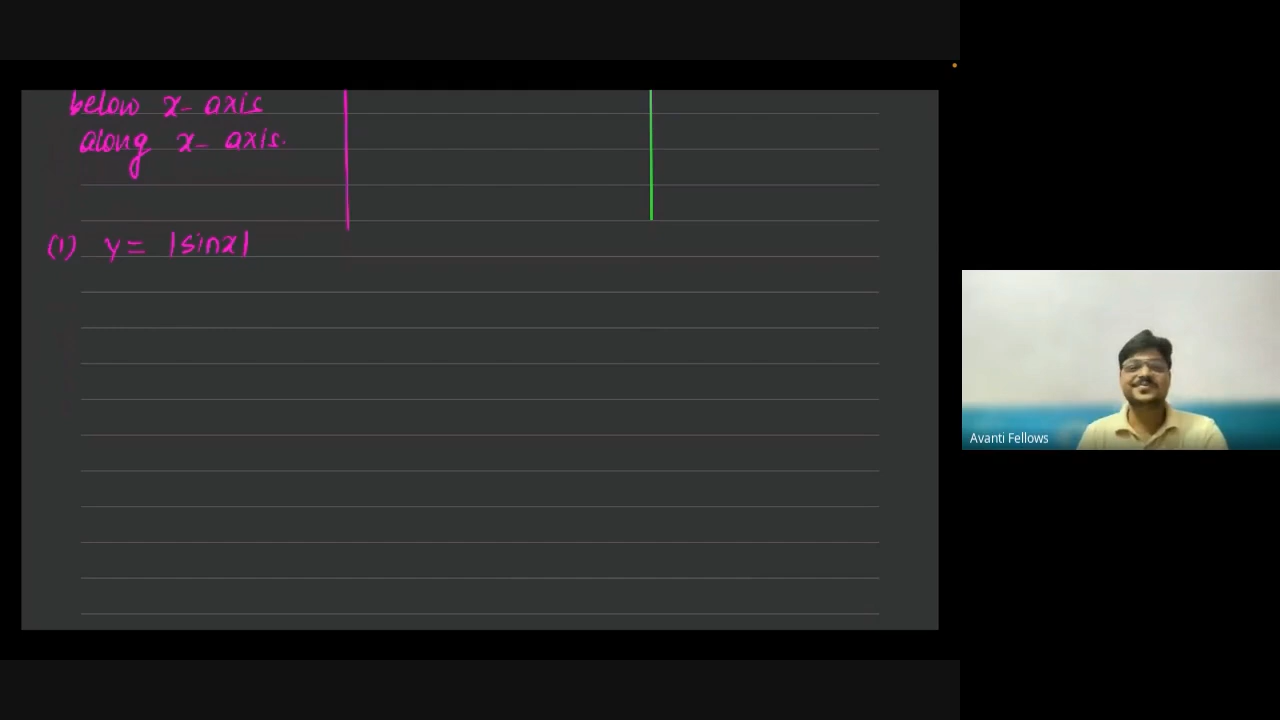 below x- axis
along x- axis.
(1) y = |sinx|
Avanti Fellows